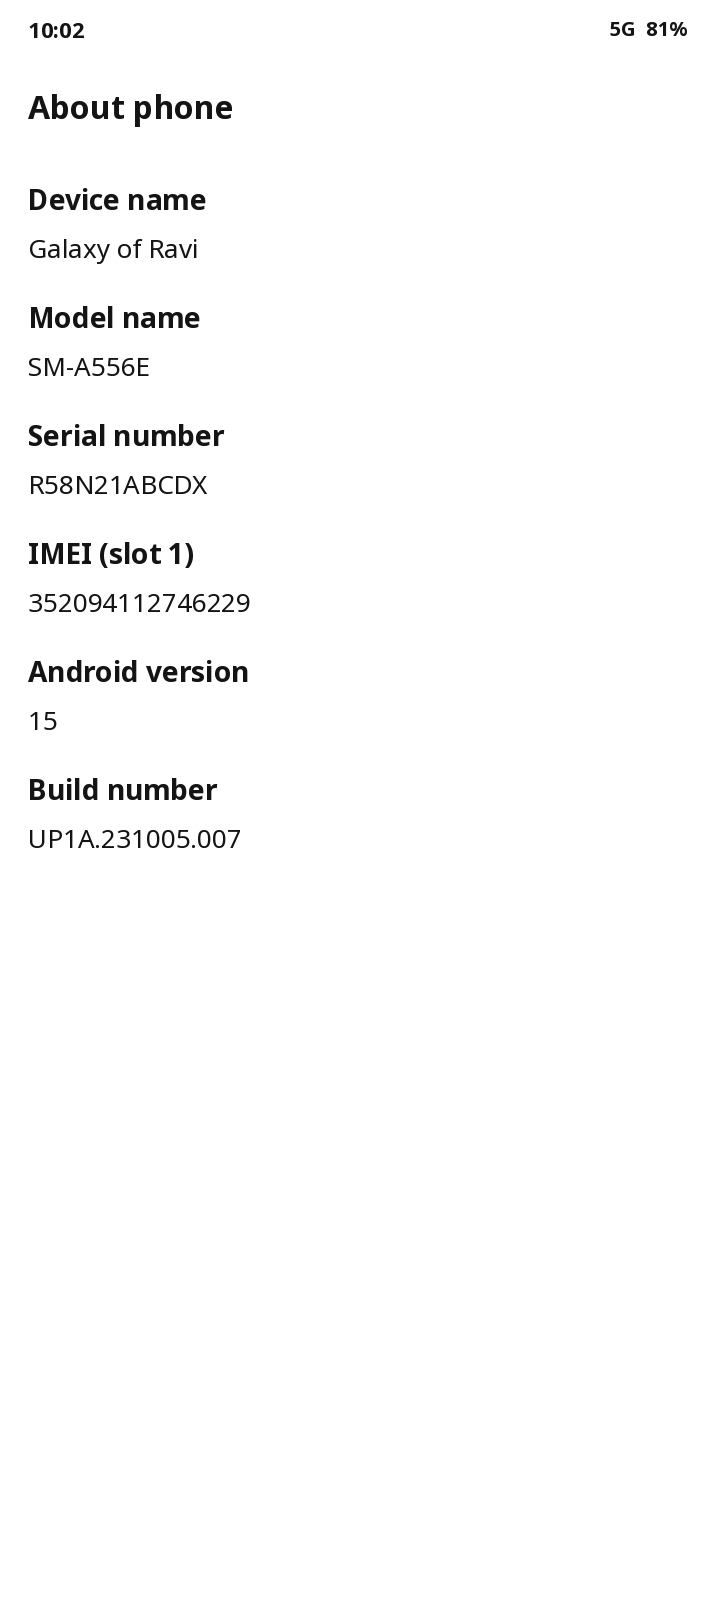 10:02
5G 81%
About phone
Device name
Galaxy of Ravi
Model name
SM-A556E
Serial number
R58N21ABCDX
IMEI (slot 1)
352094112746229
Android version
15
Build number
UP1A.231005.007